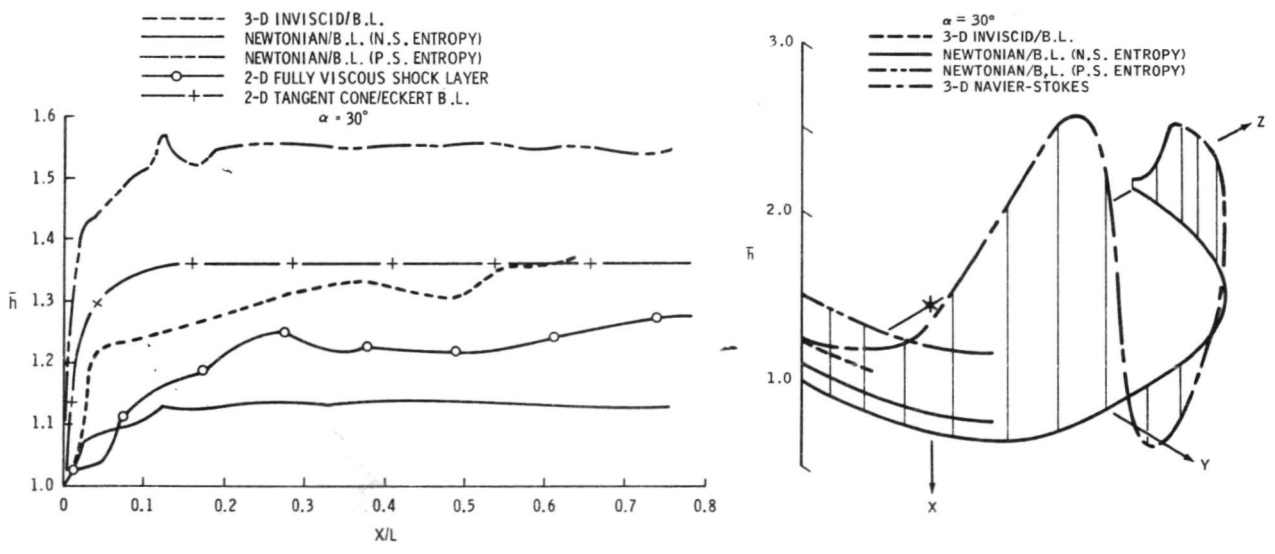 3-D INVISCID/B.L.
NEWTONIAN/B.L. (N.S. ENTROPY)
NEWTONIAN/B.L. (P.S. ENTROPY)
2-D FULLY VISCOUS SHOCK LAYER
2-D TANGENT CONE/ECKERT B.L.
α = 30°
1.6
1.5
1.4
1.3
1.2
1.1
1.0
h̄
0
0.1
0.2
0.3
0.4
0.5
0.6
0.7
0.8
X/L
α = 30°
3-D INVISCID/B.L.
NEWTONIAN/B.L. (N.S. ENTROPY)
NEWTONIAN/B.L. (P.S. ENTROPY)
3-D NAVIER-STOKES
3.0
2.0
1.0
h̄
Z
Y
X